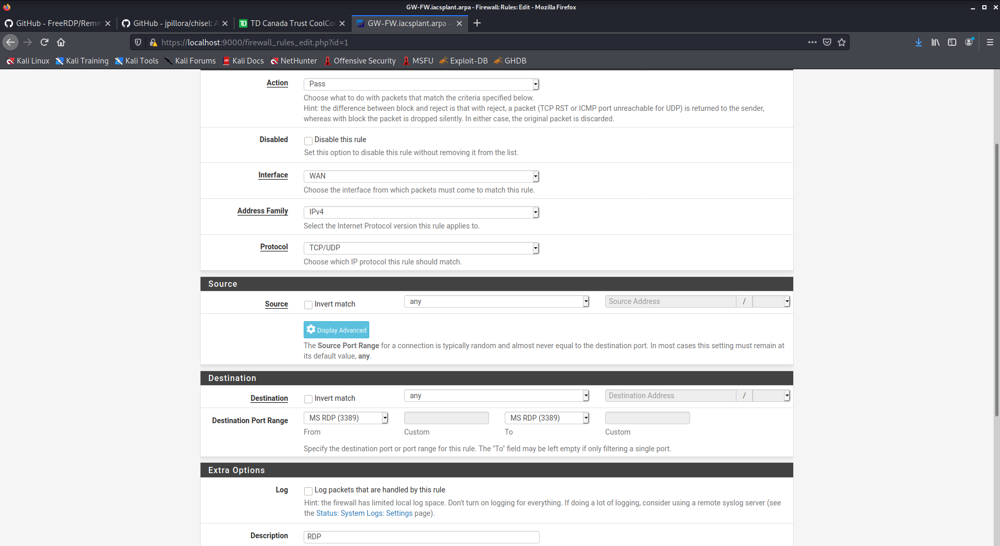 GW-FW.iacsplant.arpa - Firewall: Rules: Edit - Mozilla Firefox
GitHub - FreeRDP/Remm
GitHub - jpillora/chisel: A
TD Canada Trust CoolCo
GW-FW.iacsplant.arpa -
https://localhost:9000/firewall_rules_edit.php?id=1
Kali Linux Kali Training Kali Tools Kali Forums Kali Docs NetHunter Offensive Security MSFU Exploit-DB GHDB
Action
Pass
Choose what to do with packets that match the criteria specified below.
Hint: the difference between block and reject is that with reject, a packet (TCP RST or ICMP port unreachable for UDP) is returned to the sender,
whereas with block the packet is dropped silently. In either case, the original packet is discarded.
Disabled
Disable this rule
Set this option to disable this rule without removing it from the list.
Interface
WAN
Choose the interface from which packets must come to match this rule.
Address Family
IPv4
Select the Internet Protocol version this rule applies to.
Protocol
TCP/UDP
Choose which IP protocol this rule should match.
Source
Source
Invert match
any
Source Address
/
Display Advanced
The Source Port Range for a connection is typically random and almost never equal to the destination port. In most cases this setting must remain at
its default value, any.
Destination
Destination
Invert match
any
Destination Address
/
Destination Port Range
MS RDP (3389)
MS RDP (3389)
From
Custom
To
Custom
Specify the destination port or port range for this rule. The "To" field may be left empty if only filtering a single port.
Extra Options
Log
Log packets that are handled by this rule
Hint: the firewall has limited local log space. Don't turn on logging for everything. If doing a lot of logging, consider using a remote syslog server (see
the Status: System Logs: Settings page).
Description
RDP